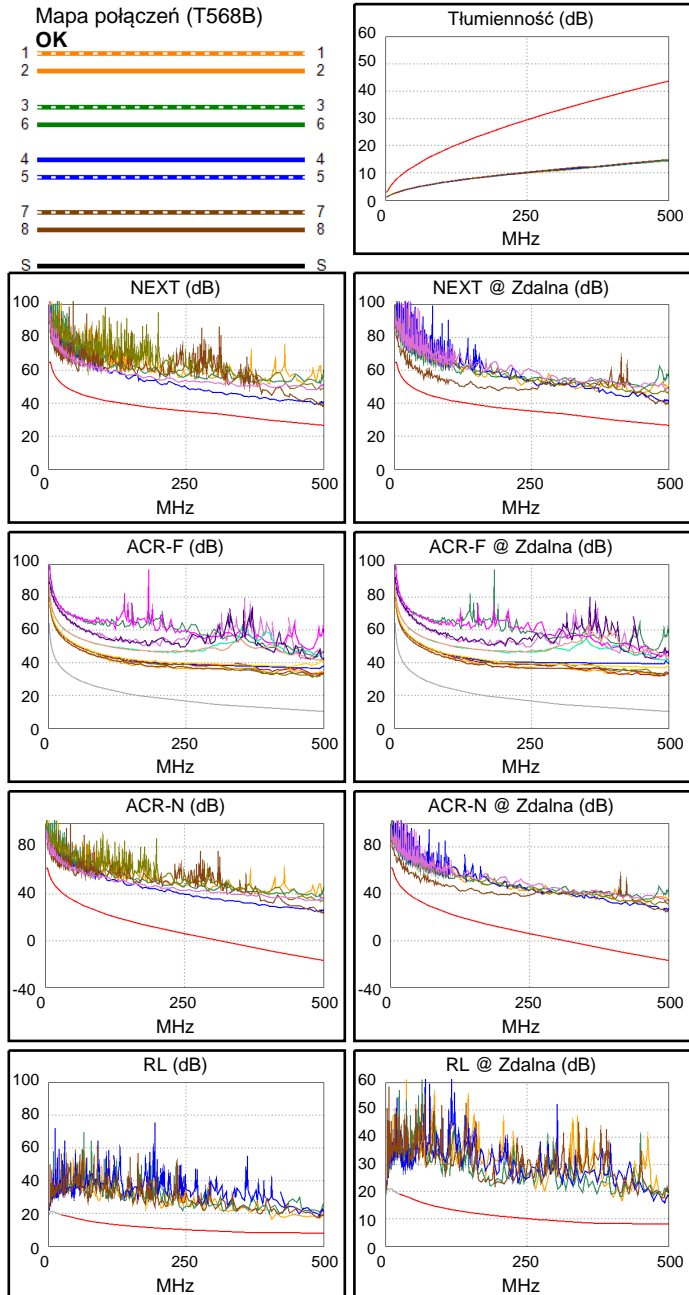 Mapa połączeń (T568B)
OK
1 1
2 2
3 3
6 6
4 4
5 5
7 7
8 8
S S
Tłumienność (dB)
60
50
40
30
20
10
0
0 250 500
MHz
NEXT (dB)
100
80
60
40
20
0
0 250 500
MHz
NEXT @ Zdalna (dB)
100
80
60
40
20
0
0 250 500
MHz
ACR-F (dB)
100
80
60
40
20
0
0 250 500
MHz
ACR-F @ Zdalna (dB)
100
80
60
40
20
0
0 250 500
MHz
ACR-N (dB)
80
40
0
-40
0 250 500
MHz
ACR-N @ Zdalna (dB)
80
40
0
-40
0 250 500
MHz
RL (dB)
100
80
60
40
20
0
0 250 500
MHz
RL @ Zdalna (dB)
60
50
40
30
20
10
0
0 250 500
MHz